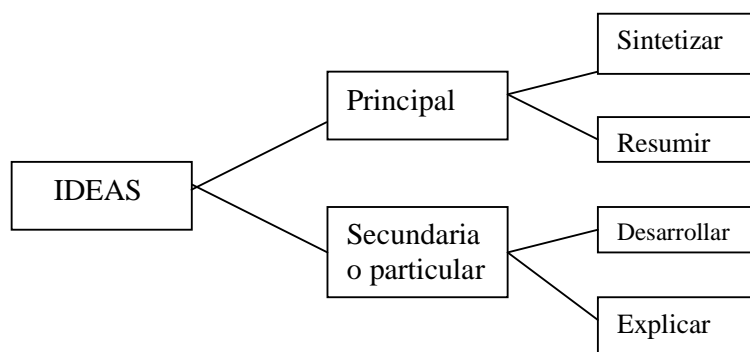 IDEAS
Principal
Sintetizar
Resumir
Secundaria
o particular
Desarrollar
Explicar